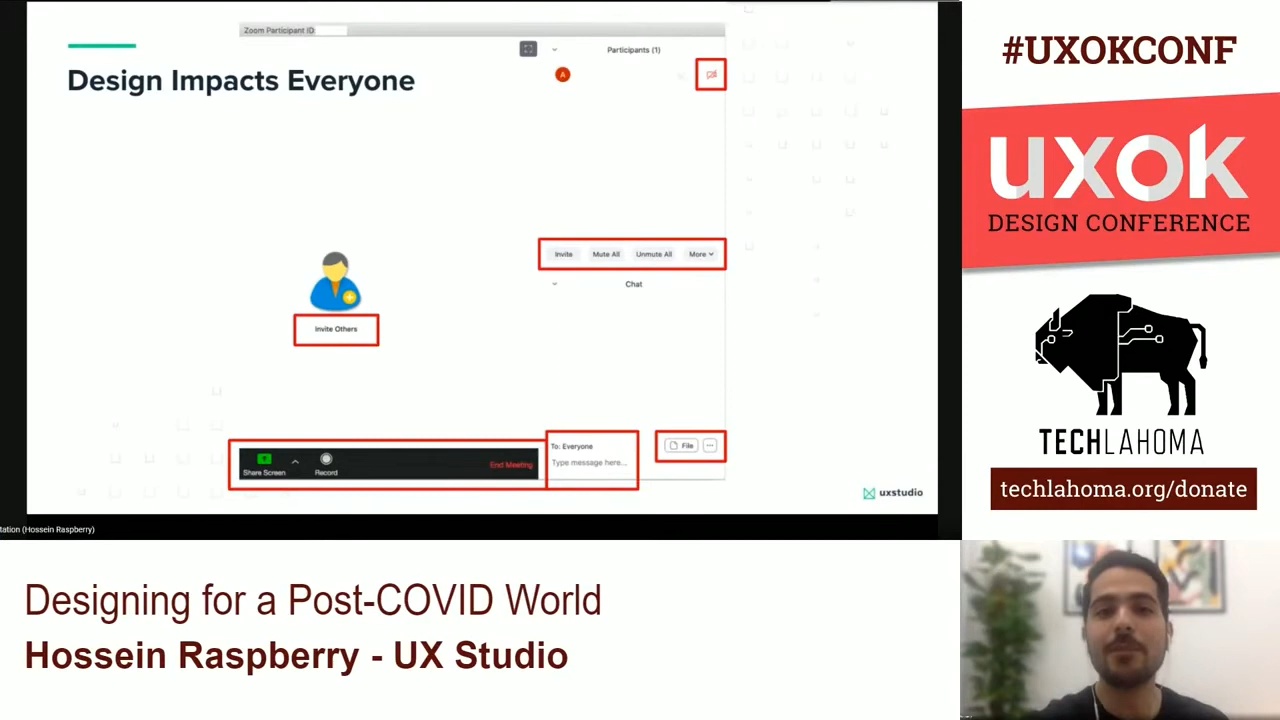 Zoom Participant ID:
Design Impacts Everyone
Participants (1)
A
Invite
Mute All
Unmute All
More
Chat
Invite Others
To: Everyone
Type message here...
File
Share Screen
Record
End Meeting
uxstudio
tation (Hossein Raspberry)
#UXOKCONF
uxok
DESIGN CONFERENCE
TECHLAHOMA
techlahoma.org/donate
Designing for a Post-COVID World
Hossein Raspberry - UX Studio